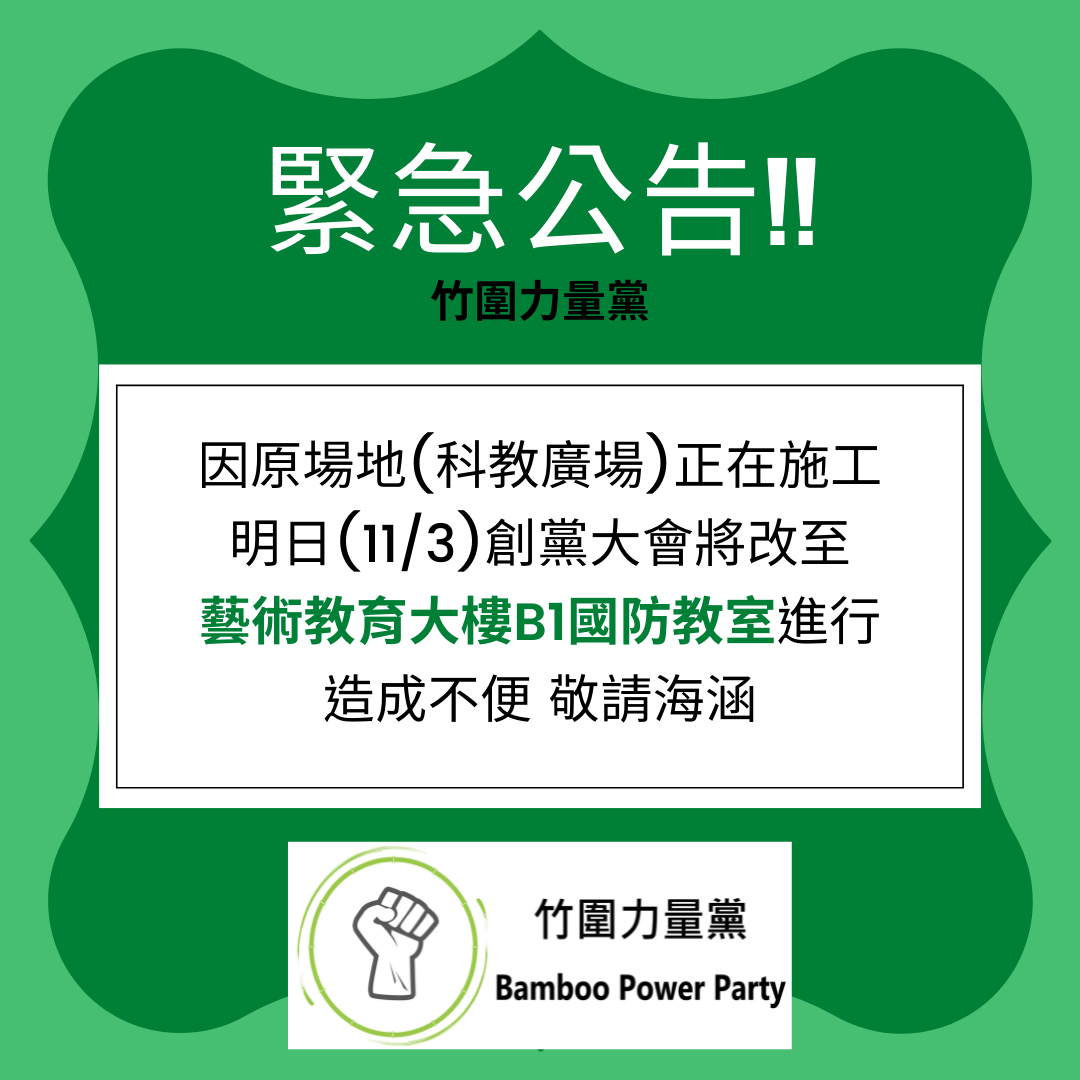 緊急公告!!
竹圍力量黨
因原場地(科教廣場)正在施工
明日(11/3)創黨大會將改至
藝術教育大樓B1國防教室進行
造成不便 敬請海涵
竹圍力量黨
Bamboo Power Party